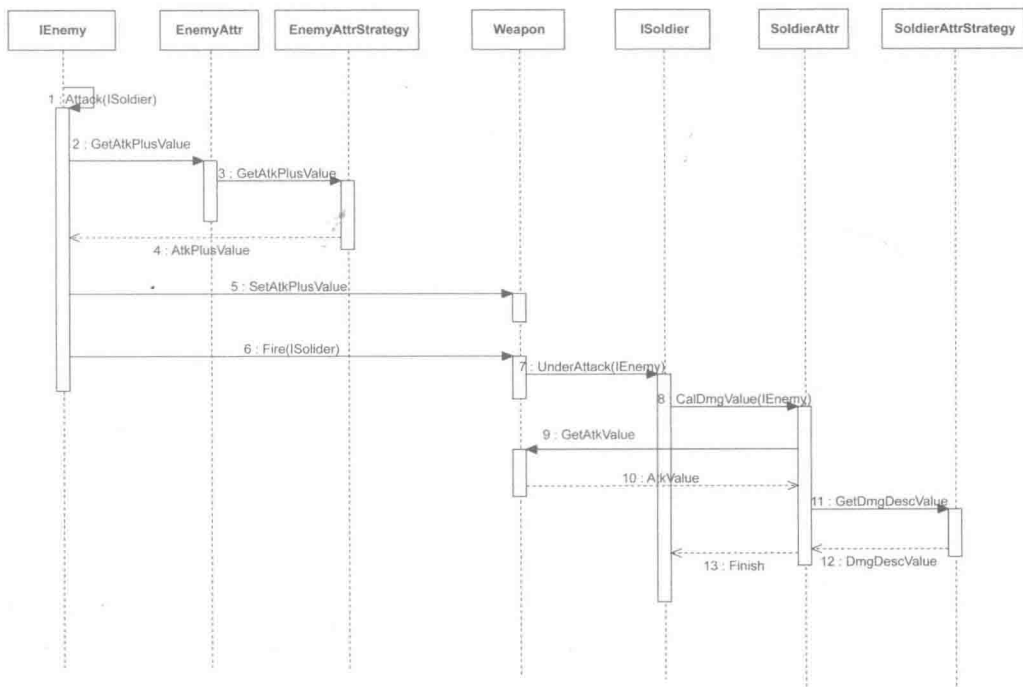 IEnemy
EnemyAttr
EnemyAttrStrategy
Weapon
ISoldier
SoldierAttr
SoldierAttrStrategy
1 : Attack(ISoldier)
2 : GetAtkPlusValue
3 : GetAtkPlusValue
4 : AtkPlusValue
5 : SetAtkPlusValue
6 : Fire(ISolider)
7 : UnderAttack(IEnemy)
8 : CalDmgValue(IEnemy)
9 : GetAtkValue
10 : AtkValue
11 : GetDmgDescValue
12 : DmgDescValue
13 : Finish